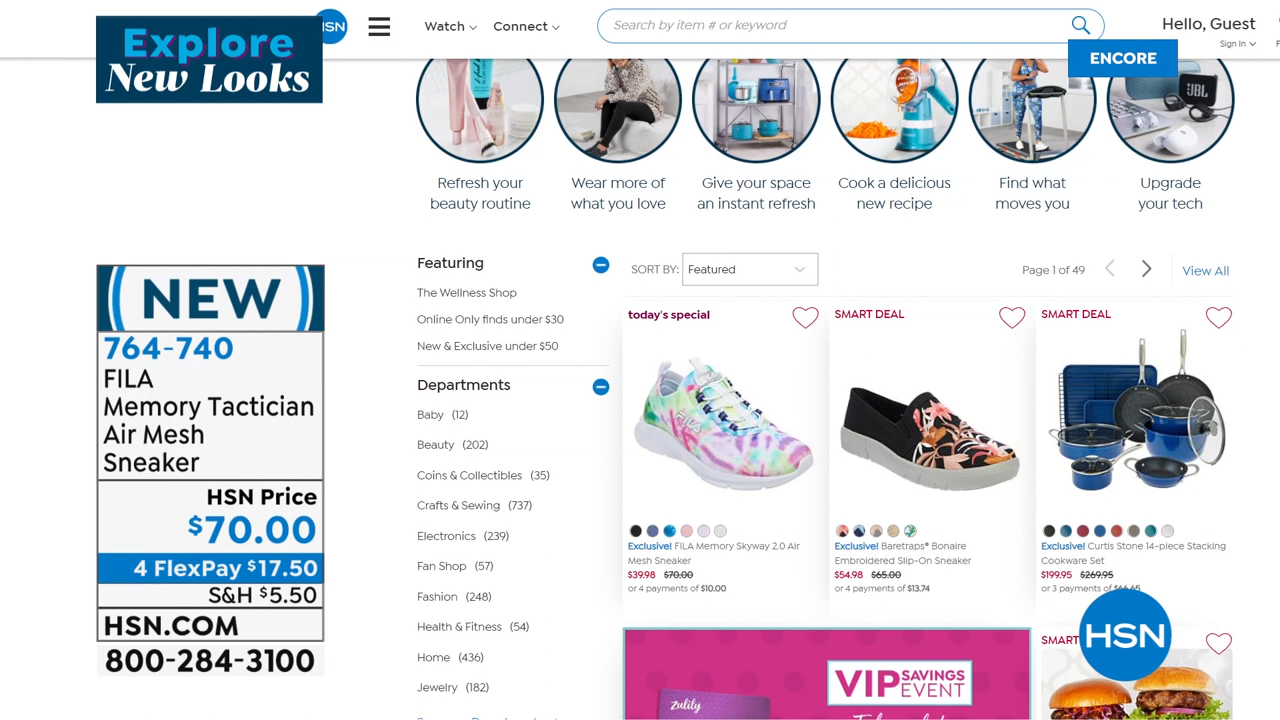 Explore
New Looks
HSN
Watch
Connect
Search by item # or keyword
Hello, Guest
Sign In
ENCORE
JBL
Refresh your
beauty routine
Wear more of
what you love
Give your space
an instant refresh
Cook a delicious
new recipe
Find what
moves you
Upgrade
your tech
NEW
764-740
FILA
Memory Tactician
Air Mesh
Sneaker
HSN Price
$70.00
4 FlexPay $17.50
S&H $5.50
HSN.COM
800-284-3100
Featuring
The Wellness Shop
Online Only finds under $30
New & Exclusive under $50
Departments
Baby (12)
Beauty (202)
Coins & Collectibles (35)
Crafts & Sewing (737)
Electronics (239)
Fan Shop (57)
Fashion (248)
Health & Fitness (54)
Home (436)
Jewelry (182)
SORT BY: Featured
Page 1 of 49
View All
today's special
FILA
Exclusive! FILA Memory Skyway 2.0 Air
Mesh Sneaker
$39.98 $70.00
or 4 payments of $10.00
SMART DEAL
Exclusive! Baretraps® Bonaire
Embroidered Slip-On Sneaker
$54.98 $65.00
or 4 payments of $13.74
SMART DEAL
Exclusive! Curtis Stone 14-piece Stacking
Cookware Set
$199.95 $269.95
or 3 payments of $66.65
VIP SAVINGS
EVENT
Zulily
SMART
HSN